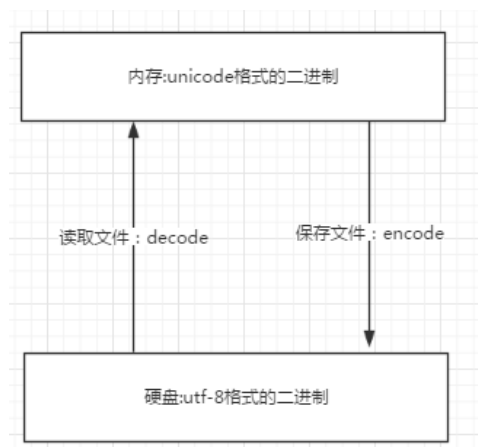 内存:unicode格式的二进制
读取文件：decode
保存文件：encode
硬盘:utf-8格式的二进制